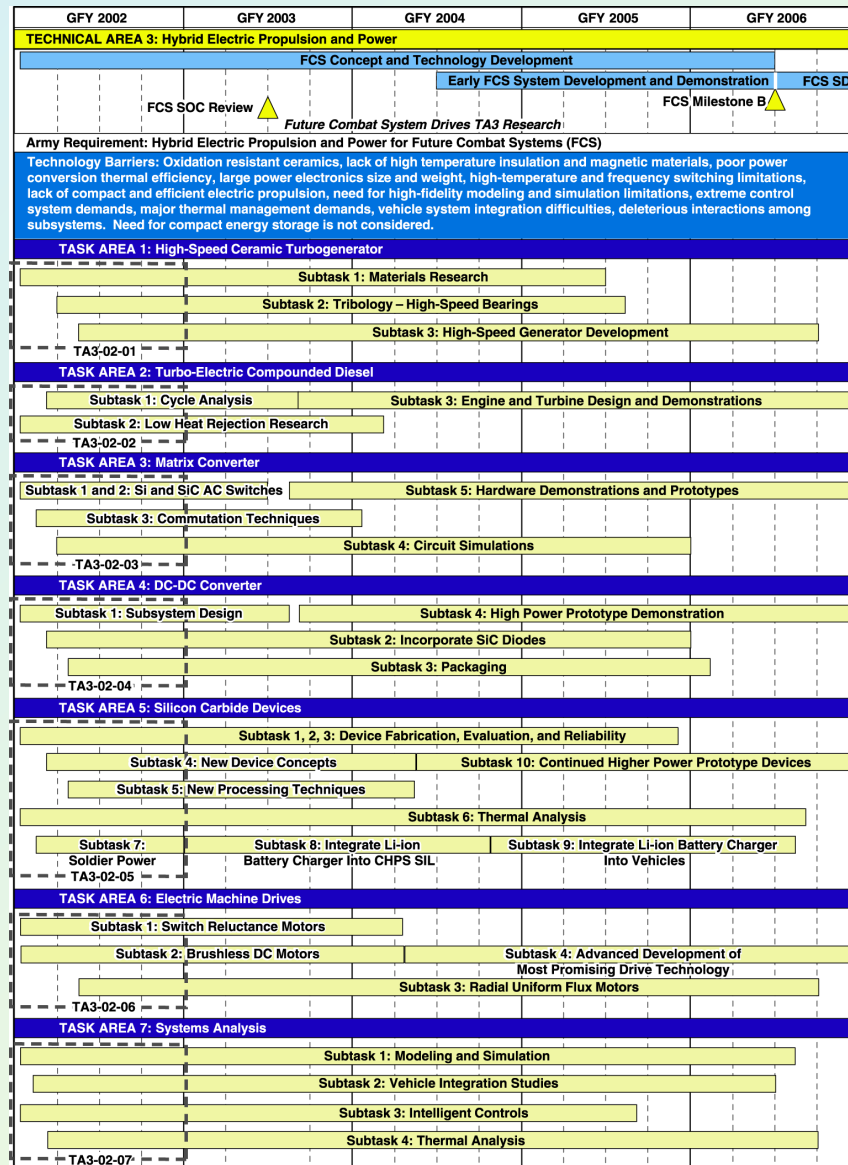 GFY 2002 GFY 2003 GFY 2004 GFY 2005 GFY 2006
TECHNICAL AREA 3: Hybrid Electric Propulsion and Power
FCS Concept and Technology Development
Early FCS System Development and Demonstration FCS SD
FCS SOC Review FCS Milestone B
Future Combat System Drives TA3 Research
Army Requirement: Hybrid Electric Propulsion and Power for Future Combat Systems (FCS)
Technology Barriers: Oxidation resistant ceramics, lack of high temperature insulation and magnetic materials, poor power
conversion thermal efficiency, large power electronics size and weight, high-temperature and frequency switching limitations,
lack of compact and efficient electric propulsion, need for high-fidelity modeling and simulation limitations, extreme control
system demands, major thermal management demands, vehicle system integration difficulties, deleterious interactions among
subsystems. Need for compact energy storage is not considered.
TASK AREA 1: High-Speed Ceramic Turbogenerator
Subtask 1: Materials Research
Subtask 2: Tribology – High-Speed Bearings
Subtask 3: High-Speed Generator Development
TA3-02-01
TASK AREA 2: Turbo-Electric Compounded Diesel
Subtask 1: Cycle Analysis Subtask 3: Engine and Turbine Design and Demonstrations
Subtask 2: Low Heat Rejection Research
TA3-02-02
TASK AREA 3: Matrix Converter
Subtask 1 and 2: Si and SiC AC Switches Subtask 5: Hardware Demonstrations and Prototypes
Subtask 3: Commutation Techniques
Subtask 4: Circuit Simulations
TA3-02-03
TASK AREA 4: DC-DC Converter
Subtask 1: Subsystem Design Subtask 4: High Power Prototype Demonstration
Subtask 2: Incorporate SiC Diodes
Subtask 3: Packaging
TA3-02-04
TASK AREA 5: Silicon Carbide Devices
Subtask 1, 2, 3: Device Fabrication, Evaluation, and Reliability
Subtask 4: New Device Concepts Subtask 10: Continued Higher Power Prototype Devices
Subtask 5: New Processing Techniques
Subtask 6: Thermal Analysis
Subtask 7: Subtask 8: Integrate Li-ion Subtask 9: Integrate Li-ion Battery Charger
Soldier Power Battery Charger Into CHPS SIL Into Vehicles
TA3-02-05
TASK AREA 6: Electric Machine Drives
Subtask 1: Switch Reluctance Motors
Subtask 2: Brushless DC Motors Subtask 4: Advanced Development of
Most Promising Drive Technology
Subtask 3: Radial Uniform Flux Motors
TA3-02-06
TASK AREA 7: Systems Analysis
Subtask 1: Modeling and Simulation
Subtask 2: Vehicle Integration Studies
Subtask 3: Intelligent Controls
Subtask 4: Thermal Analysis
TA3-02-07